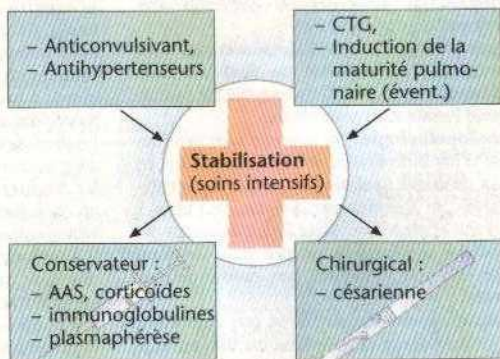 – Anticonvulsivant,
– Antihypertenseurs
– CTG,
– Induction de la
maturité pulmo-
naire (évent.)
Stabilisation
(soins intensifs)
Conservateur :
– AAS, corticoïdes
– immunoglobulines
– plasmaphérèse
Chirurgical :
– césarienne